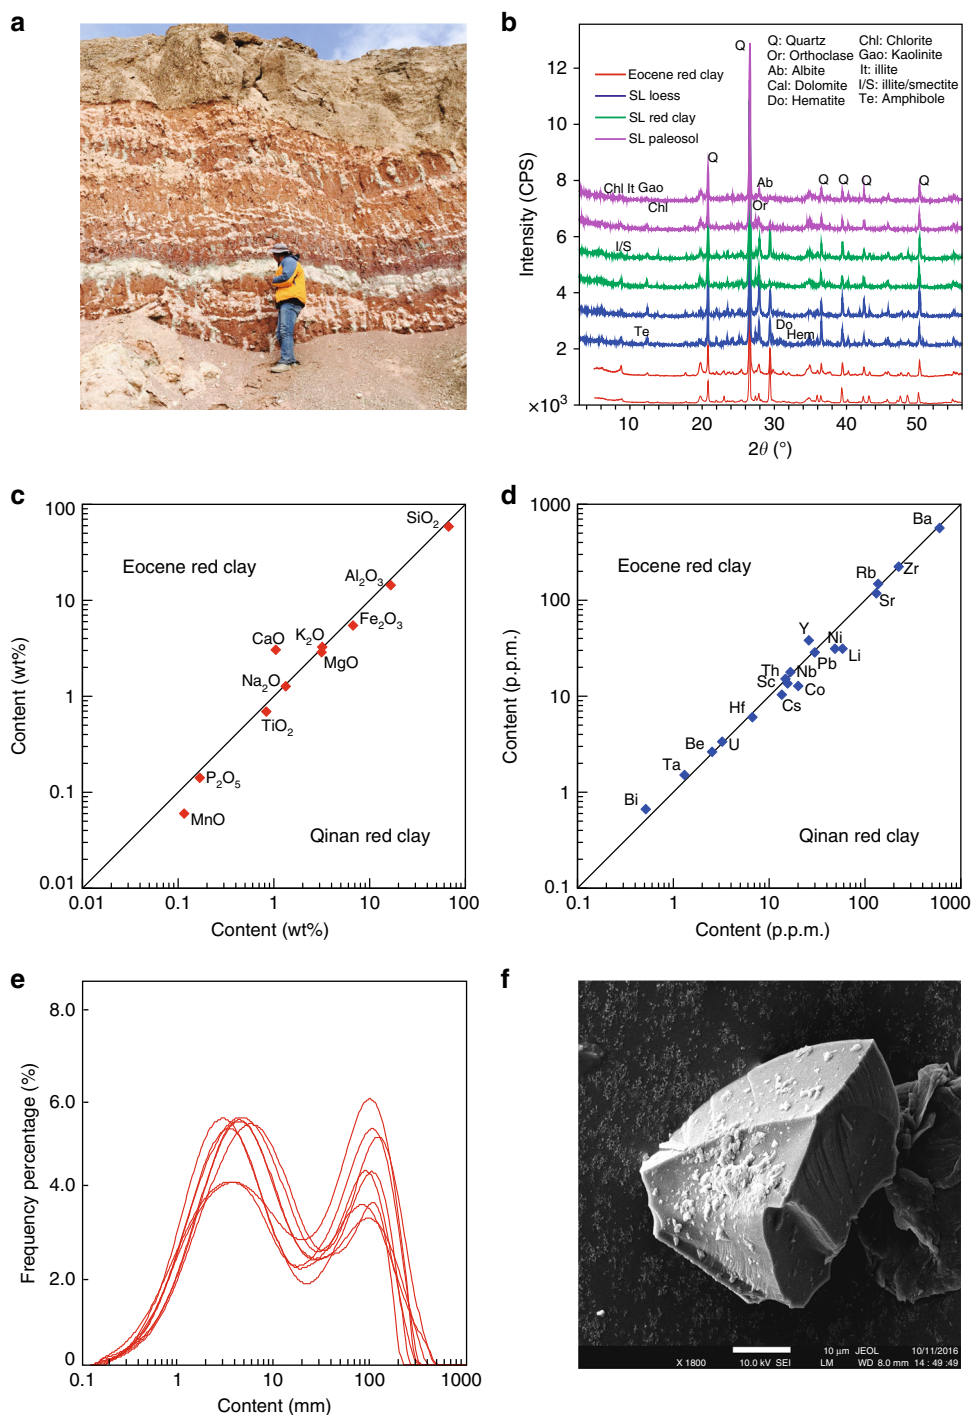 a
b
Q: Quartz
Or: Orthoclase
Ab: Albite
Cal: Dolomite
Do: Hematite
Chl: Chlorite
Gao: Kaolinite
It: illite
I/S: illite/smectite
Te: Amphibole
Eocene red clay
SL loess
SL red clay
SL paleosol
Q
Q
Ab
Q Q Q Q
Chl It Gao
Chl
Or
I/S
Te
Do
Hem
Intensity (CPS)
12
10
8
6
4
2
×10³
10 20 30 40 50
2θ (°)
c
Eocene red clay
Qinan red clay
SiO₂
Al₂O₃
Fe₂O₃
CaO
K₂O
MgO
Na₂O
TiO₂
P₂O₅
MnO
Content (wt%)
100
10
1
0.1
0.01
0.01 0.1 1 10 100
Content (wt%)
d
Eocene red clay
Qinan red clay
Ba
Rb
Zr
Sr
Y
Ni
Li
Pb
Th
Nb
Sc
Co
Cs
Hf
Be
U
Ta
Bi
Content (p.p.m.)
1000
100
10
1
0.1
0.1 1 10 100 1000
Content (p.p.m.)
e
Frequency percentage (%)
8.0
6.0
4.0
2.0
0
0.1 1 10 100 1000
Content (mm)
f
10 μm JEOL 10/11/2016
X 1800 10.0 kV SEI LM WD 8.0 mm 14 : 49 : 49